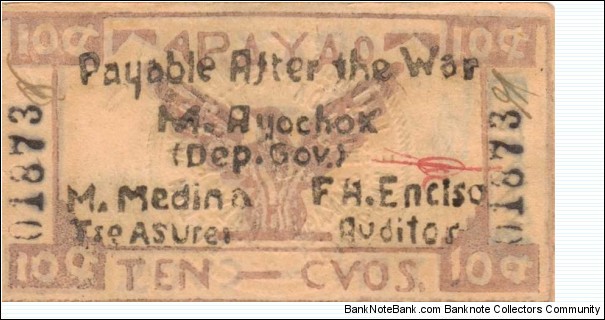 10¢ APAYAO 10¢
Payable After the War
M. Ayochok
(Dep. Gov.)
M. Medina F A. Enciso
Treasurer Auditor
10¢ TEN — CVOS. 10¢
01873
01873
BankNoteBank.com - Banknote Collectors Community